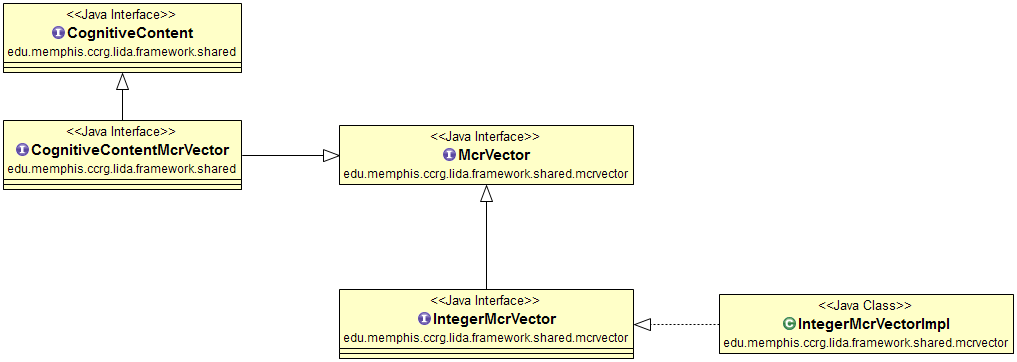 <<Java Interface>>
CognitiveContent
edu.memphis.ccrg.lida.framework.shared
<<Java Interface>>
CognitiveContentMcrVector
edu.memphis.ccrg.lida.framework.shared
<<Java Interface>>
McrVector
edu.memphis.ccrg.lida.framework.shared.mcrvector
<<Java Interface>>
IntegerMcrVector
edu.memphis.ccrg.lida.framework.shared.mcrvector
<<Java Class>>
IntegerMcrVectorImpl
edu.memphis.ccrg.lida.framework.shared.mcrvector